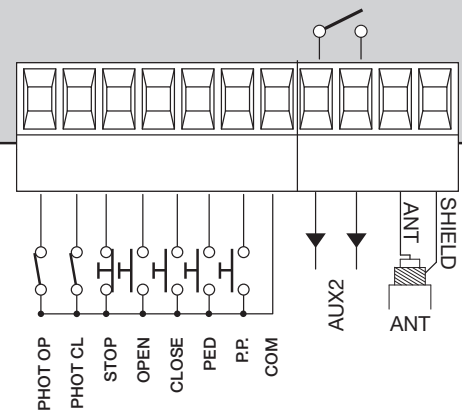 PHOT OP
PHOT CL
STOP
OPEN
CLOSE
PED
P.P.
COM
AUX2
ANT
SHIELD
ANT